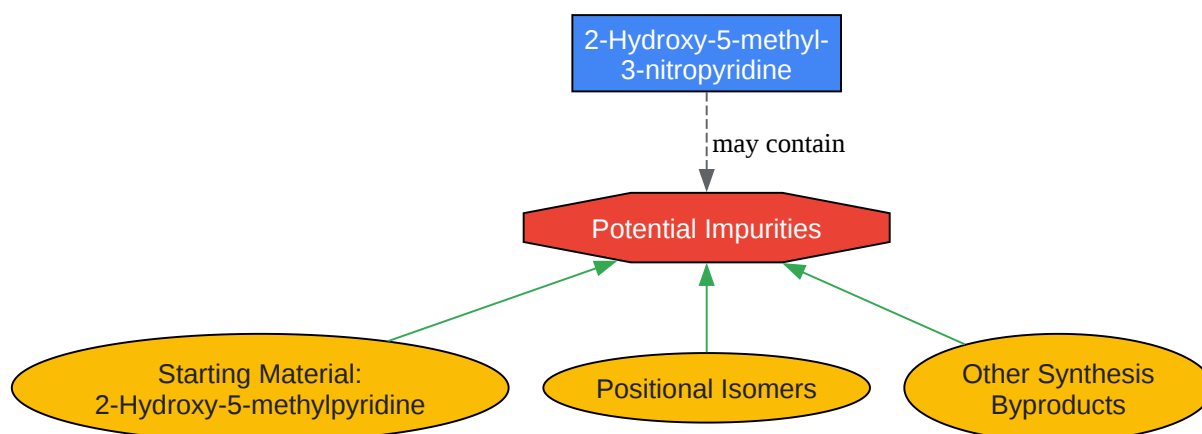 2-Hydroxy-5-methyl-
3-nitropyridine
may contain
Potential Impurities
Starting Material:
2-Hydroxy-5-methylpyridine
Positional Isomers
Other Synthesis
Byproducts